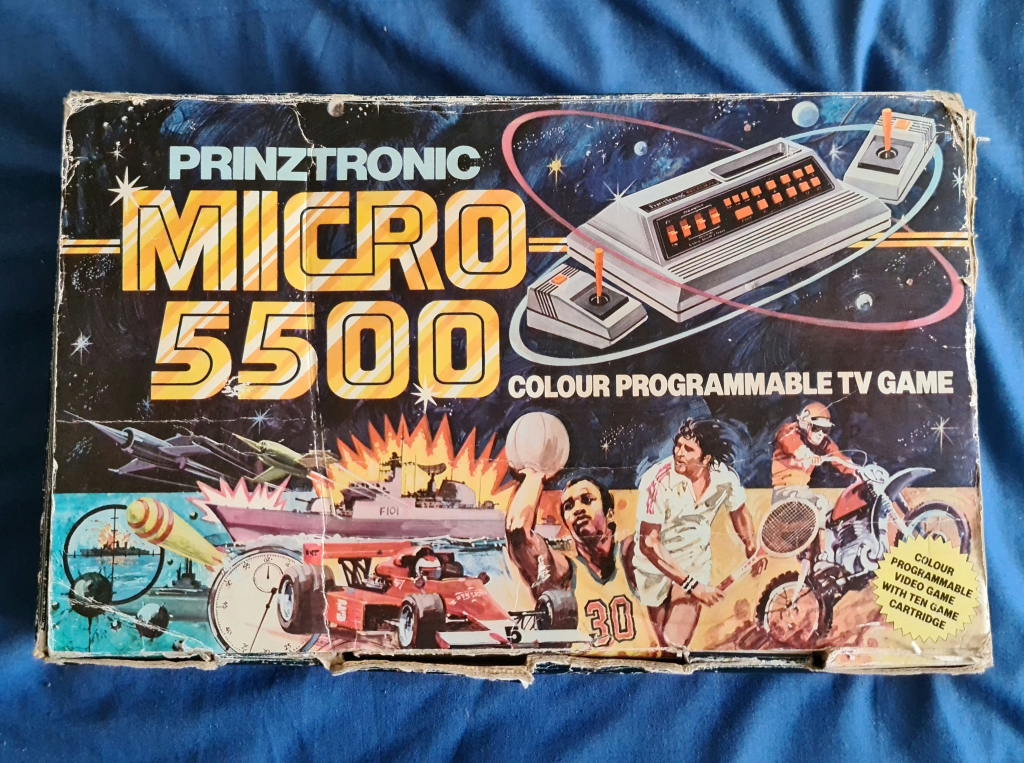 PRINZTRONIC
MICRO
5500
COLOUR PROGRAMMABLE TV GAME
F101
30
5
COLOUR
PROGRAMMABLE
VIDEO GAME
WITH TEN GAME
CARTRIDGE